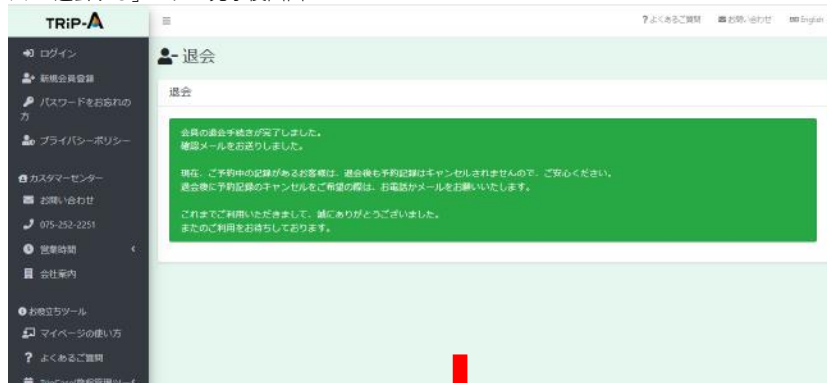 TRiP-A
?よくあるご質問 お問い合わせ English
ログイン
退会
新規会員登録
退会
パスワードをお忘れの
方
プライバシーポリシー
会員の退会手続きが完了しました。
確認メールをお送りしました。
現在、ご予約中の記録があるお客様は、退会後も予約記録はキャンセルされませんので、ご安心ください。
退会後に予約記録のキャンセルをご希望の際は、お電話かメールをお願いいたします。
これまでご利用いただきまして、誠にありがとうございました。
またのご利用をお待ちしております。
カスタマーセンター
お問い合わせ
075-252-2251
営業時間
会社案内
お役立ちツール
マイページの使い方
? よくあるご質問